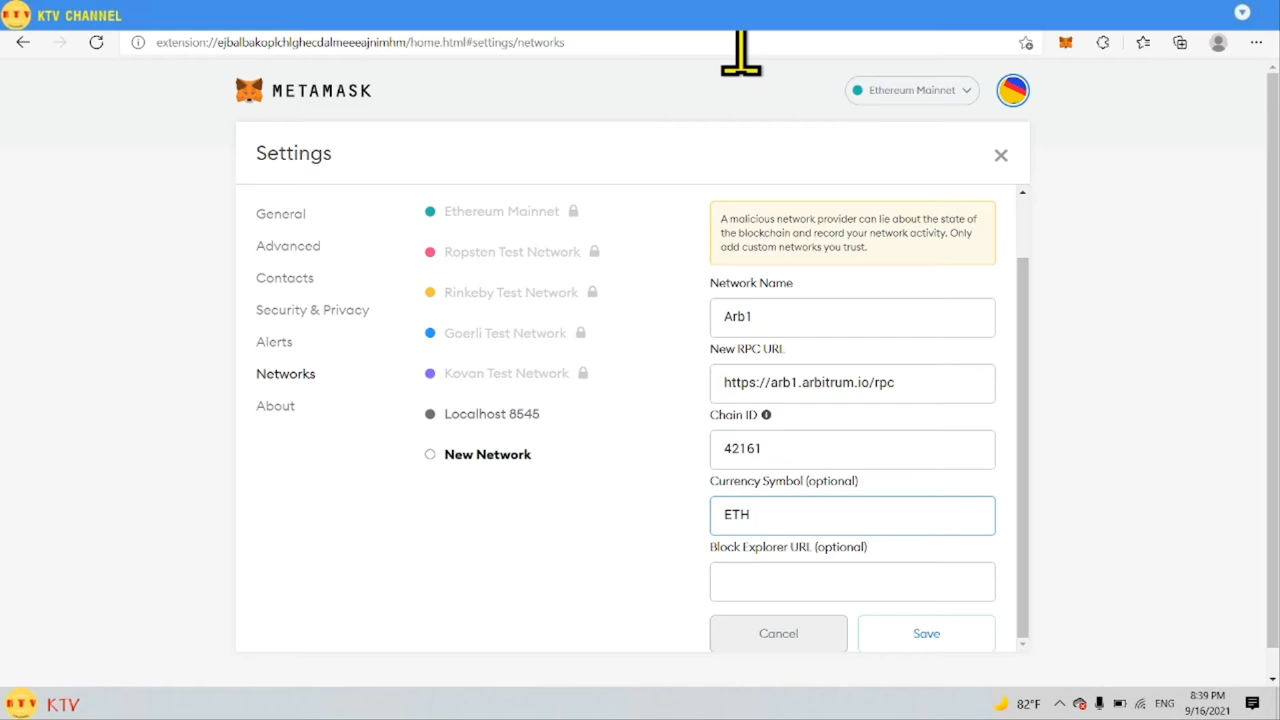 KTV CHANNEL
extension://ejbalbakoplchlghecdalmeeeajnimhm/home.html#settings/networks
METAMASK
Ethereum Mainnet
Settings
General
Advanced
Contacts
Security & Privacy
Alerts
Networks
About
Ethereum Mainnet
Ropsten Test Network
Rinkeby Test Network
Goerli Test Network
Kovan Test Network
Localhost 8545
New Network
A malicious network provider can lie about the state of
the blockchain and record your network activity. Only
add custom networks you trust.
Network Name
Arb1
New RPC URL
https://arb1.arbitrum.io/rpc
Chain ID
42161
Currency Symbol (optional)
ETH
Block Explorer URL (optional)
Cancel
Save
KTV
82°F
ENG
8:39 PM
9/16/2021